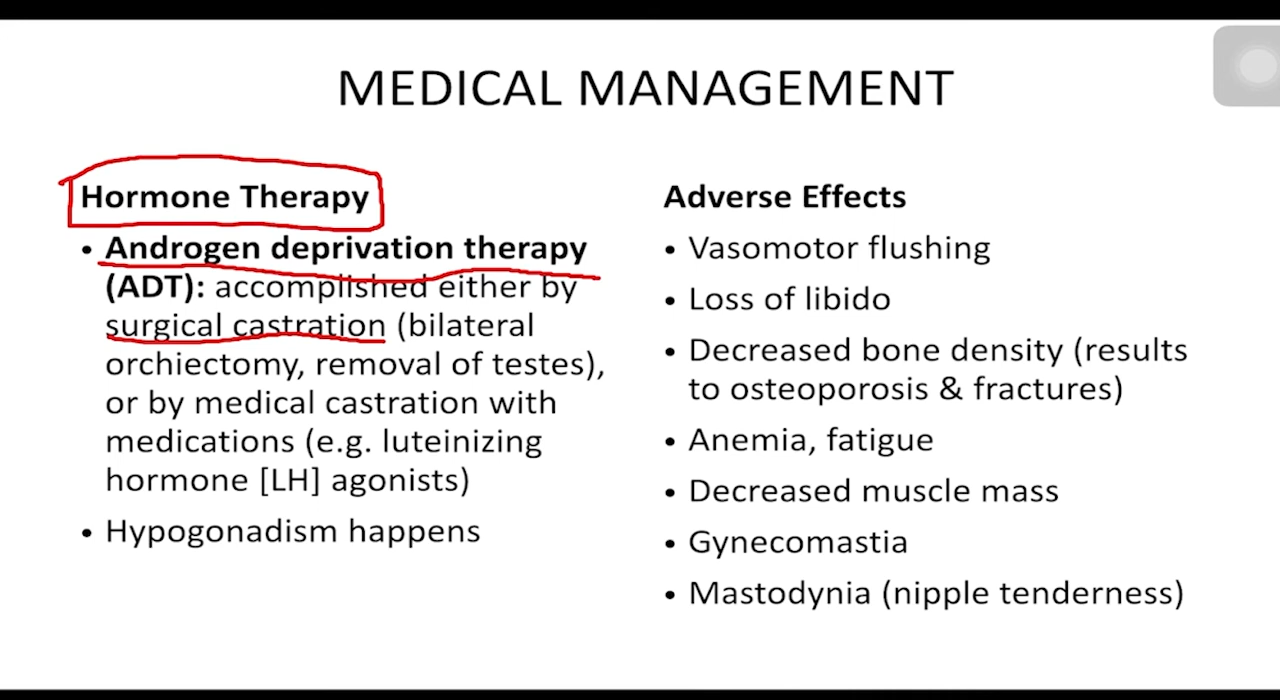 MEDICAL MANAGEMENT
Hormone Therapy
• Androgen deprivation therapy
(ADT): accomplished either by
surgical castration (bilateral
orchiectomy, removal of testes),
or by medical castration with
medications (e.g. luteinizing
hormone [LH] agonists)
• Hypogonadism happens
Adverse Effects
• Vasomotor flushing
• Loss of libido
• Decreased bone density (results
to osteoporosis & fractures)
• Anemia, fatigue
• Decreased muscle mass
• Gynecomastia
• Mastodynia (nipple tenderness)